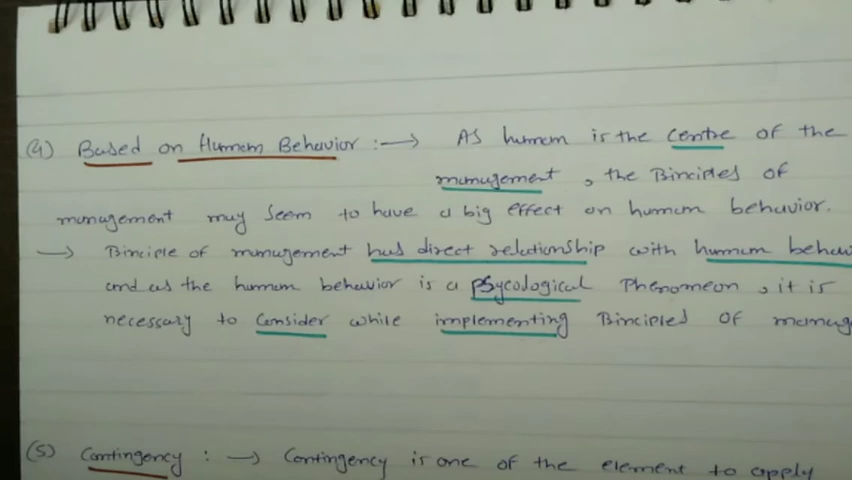 (4) Based on Human Behavior :→ As human is the centre of the
management, the Principles of
management may seem to have a big effect on human behavior.
→ Principle of management has direct relationship with human behav
and as the human behavior is a psycological Phenomeon, it is
necessary to consider while implementing Principles of manag
(5) Contingency : → Contingency is one of the element to apply